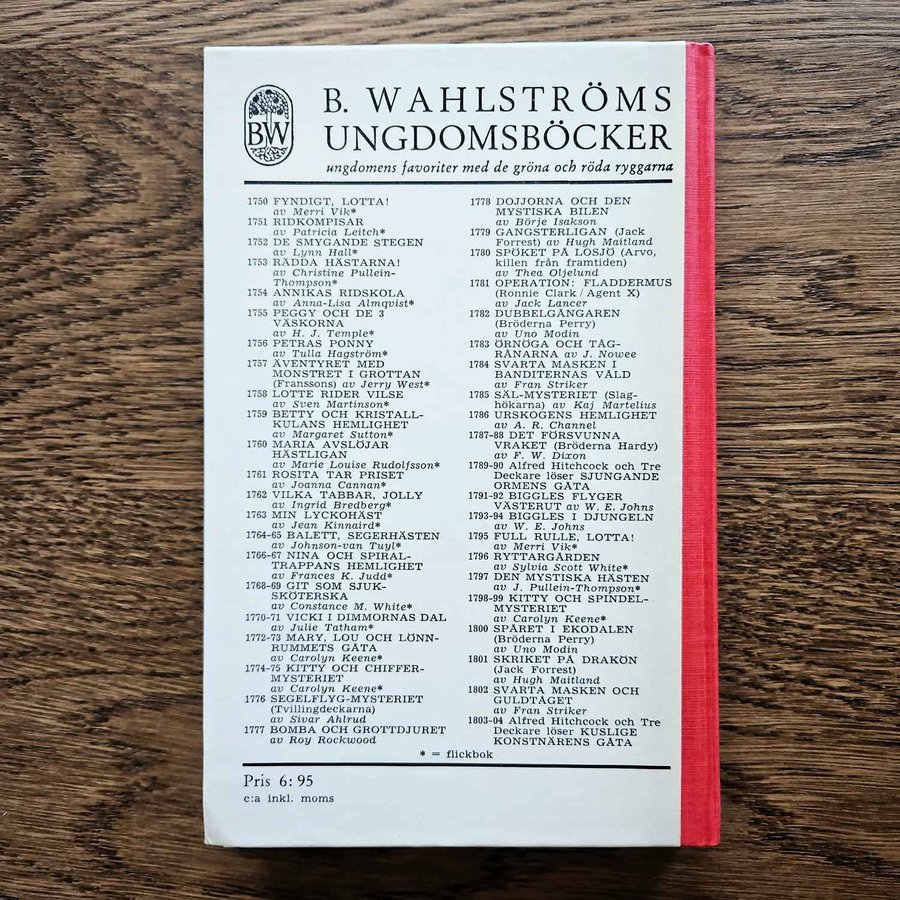 BW
B. WAHLSTRÖMS
UNGDOMSBÖCKER
ungdomens favoriter med de gröna och röda ryggarna
1750 FYNDIGT, LOTTA!
av Merri Vik*
1751 RIDKOMPISAR
av Patricia Leitch*
1752 DE SMYGANDE STEGEN
av Lynn Hall*
1753 RÄDDA HÄSTARNA!
av Christine Pullein-
Thompson*
1754 ANNIKAS RIDSKOLA
av Anna-Lisa Almqvist*
1755 PEGGY OCH DE 3
VÄSKORNA
av H. J. Temple*
1756 PETRAS PONNY
av Tulla Hagström*
1757 ÄVENTYRET MED
MONSTRET I GROTTAN
(Franssons) av Jerry West*
1758 LOTTE RIDER VILSE
av Sven Martinson*
1759 BETTY OCH KRISTALL-
KULANS HEMLIGHET
av Margaret Sutton*
1760 MARIA AVSLÖJAR
HÄSTLIGAN
av Marie Louise Rudolfsson*
1761 ROSITA TAR PRISET
av Joanna Cannan*
1762 VILKA TABBAR, JOLLY
av Ingrid Bredberg*
1763 MIN LYCKOHÄST
av Jean Kinnaird*
1764-65 BALETT, SEGERHÄSTEN
av Johnson-van Tuyl*
1766-67 NINA OCH SPIRAL-
TRAPPANS HEMLIGHET
av Frances K. Judd*
1768-69 GIT SOM SJUK-
SKÖTERSKA
av Constance M. White*
1770-71 VICKI I DIMMORNAS DAL
av Julie Tatham*
1772-73 MARY, LOU OCH LÖNN-
RUMMETS GÅTA
av Carolyn Keene*
1774-75 KITTY OCH CHIFFER-
MYSTERIET
av Carolyn Keene*
1776 SEGELFLYG-MYSTERIET
(Tvillingdeckarna)
av Sivar Ahlrud
1777 BOMBA OCH GROTTDJURET
av Roy Rockwood
1778 DOJJORNA OCH DEN
MYSTISKA BILEN
av Börje Isakson
1779 GANGSTERLIGAN (Jack
Forrest) av Hugh Maitland
1780 SPÖKET PÅ LOSJÖ (Arvo,
killen från framtiden)
av Thea Oljelund
1781 OPERATION: FLADDERMUS
(Ronnie Clark/Agent X)
av Jack Lancer
1782 DUBBELGÅNGAREN
(Bröderna Perry)
av Uno Modin
1783 ÖRNÖGA OCH TÅG-
RÅNARNA av J. Nowee
1784 SVARTA MASKEN I
BANDITERNAS VÅLD
av Fran Striker
1785 SÄL-MYSTERIET (Slag-
hökarna) av Kaj Martelius
1786 URSKOGENS HEMLIGHET
av A. R. Channel
1787-88 DET FÖRSVUNNA
VRAKET (Bröderna Hardy)
av F. W. Dixon
1789-90 Alfred Hitchcock och Tre
Deckare löser SJUNGANDE
ORMENS GÅTA
1791-92 BIGGLES FLYGER
VÄSTERUT av W. E. Johns
1793-94 BIGGLES I DJUNGELN
av W. E. Johns
1795 FULL RULLE, LOTTA!
av Merri Vik*
1796 RYTTARGÅRDEN
av Sylvia Scott White*
1797 DEN MYSTISKA HÄSTEN
av J. Pullein-Thompson*
1798-99 KITTY OCH SPINDEL-
MYSTERIET
av Carolyn Keene*
1800 SPÅRET I EKODALEN
(Bröderna Perry)
av Uno Modin
1801 SKRIKET PÅ DRAKÖN
(Jack Forrest)
av Hugh Maitland
1802 SVARTA MASKEN OCH
GULDTÅGET
av Fran Striker
1803-04 Alfred Hitchcock och Tre
Deckare löser KUSLIGE
KONSTNÄRENS GÅTA
* = flickbok
Pris 6:95
c:a inkl. moms